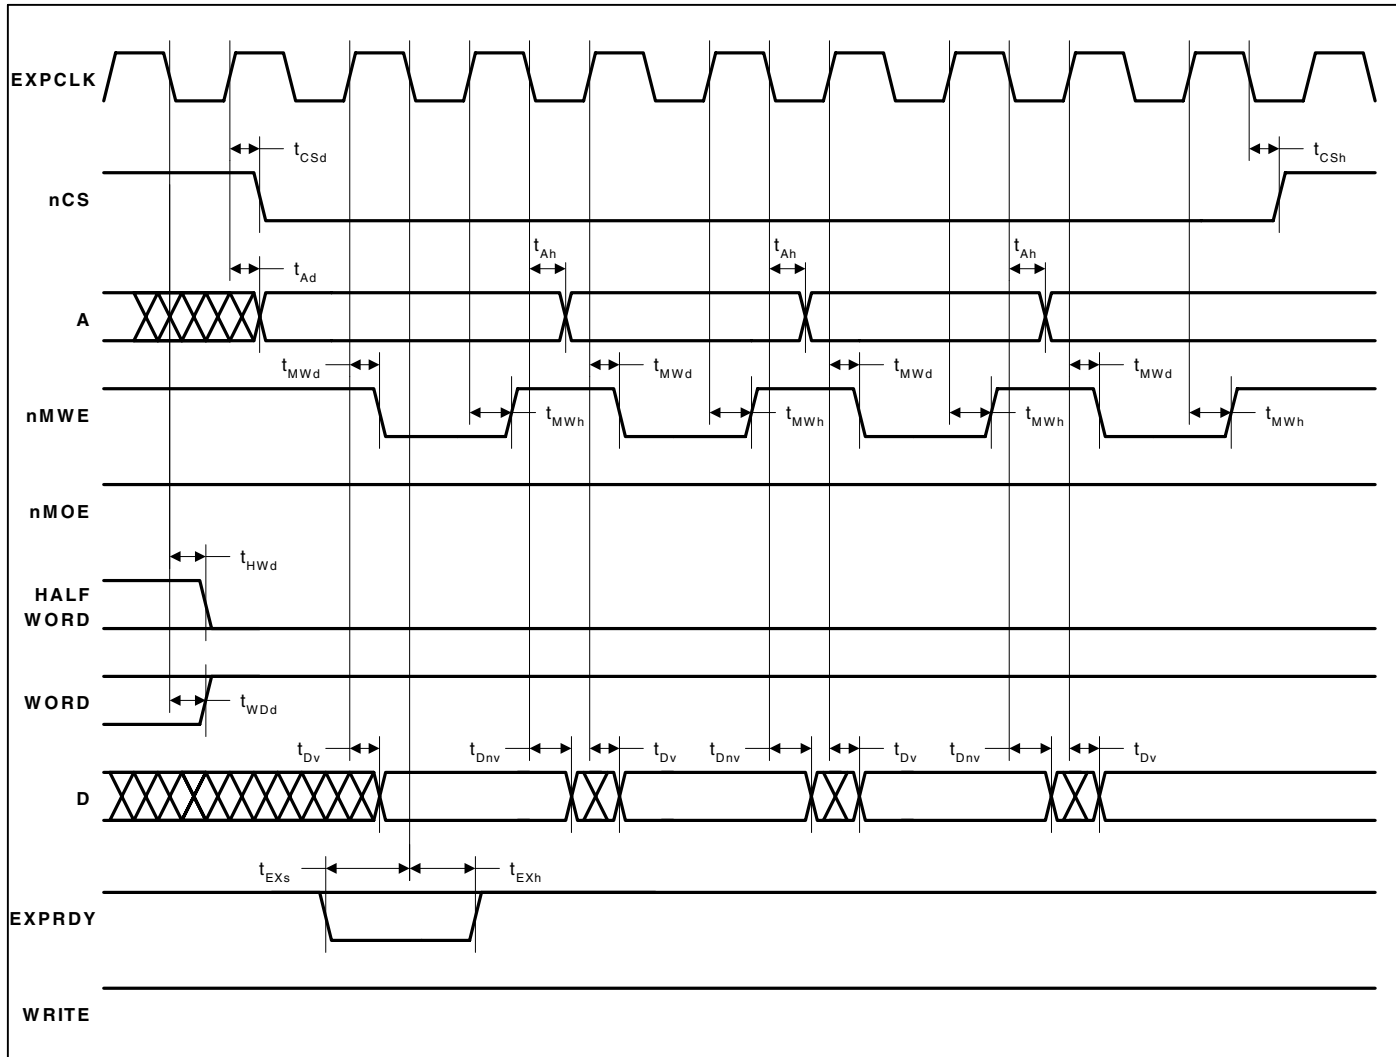 EXPCLK
tCSd
tCSh
nCS
tAh tAh tAh
tAd
A
tMWd tMWd tMWd tMWd
nMWE
tMWh tMWh tMWh tMWh
nMOE
tHWd
HALF
WORD
WORD
tWDd
tDv tDnv tDv tDnv tDv tDnv tDv
D
tEXs tEXh
EXPRDY
WRITE